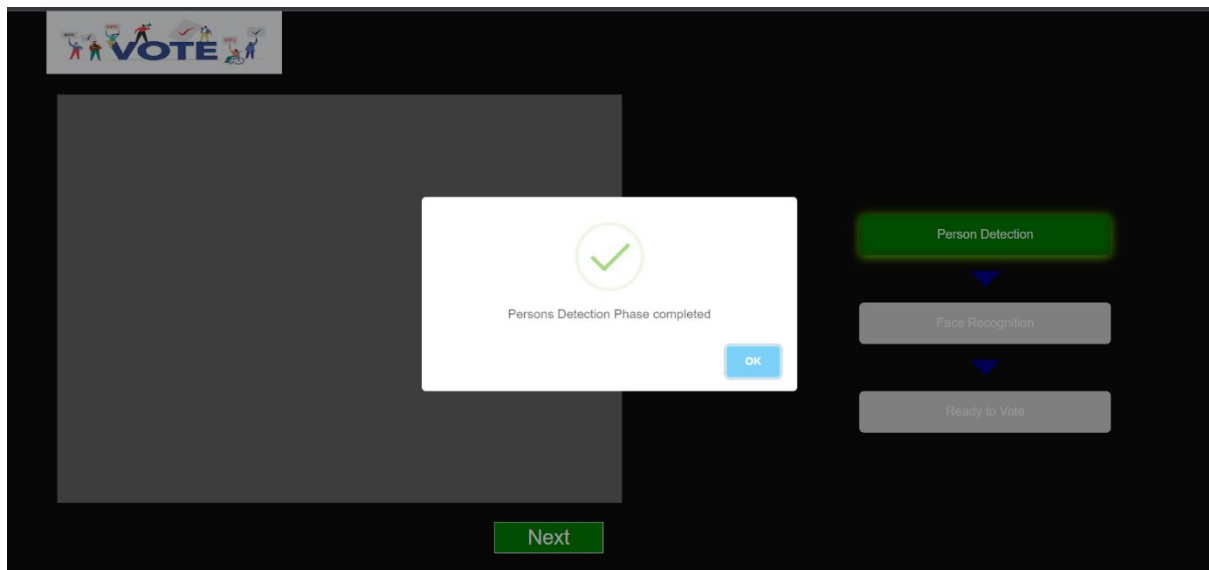 VOTE
Persons Detection Phase completed
OK
Person Detection
Face Recognition
Ready to Vote
Next